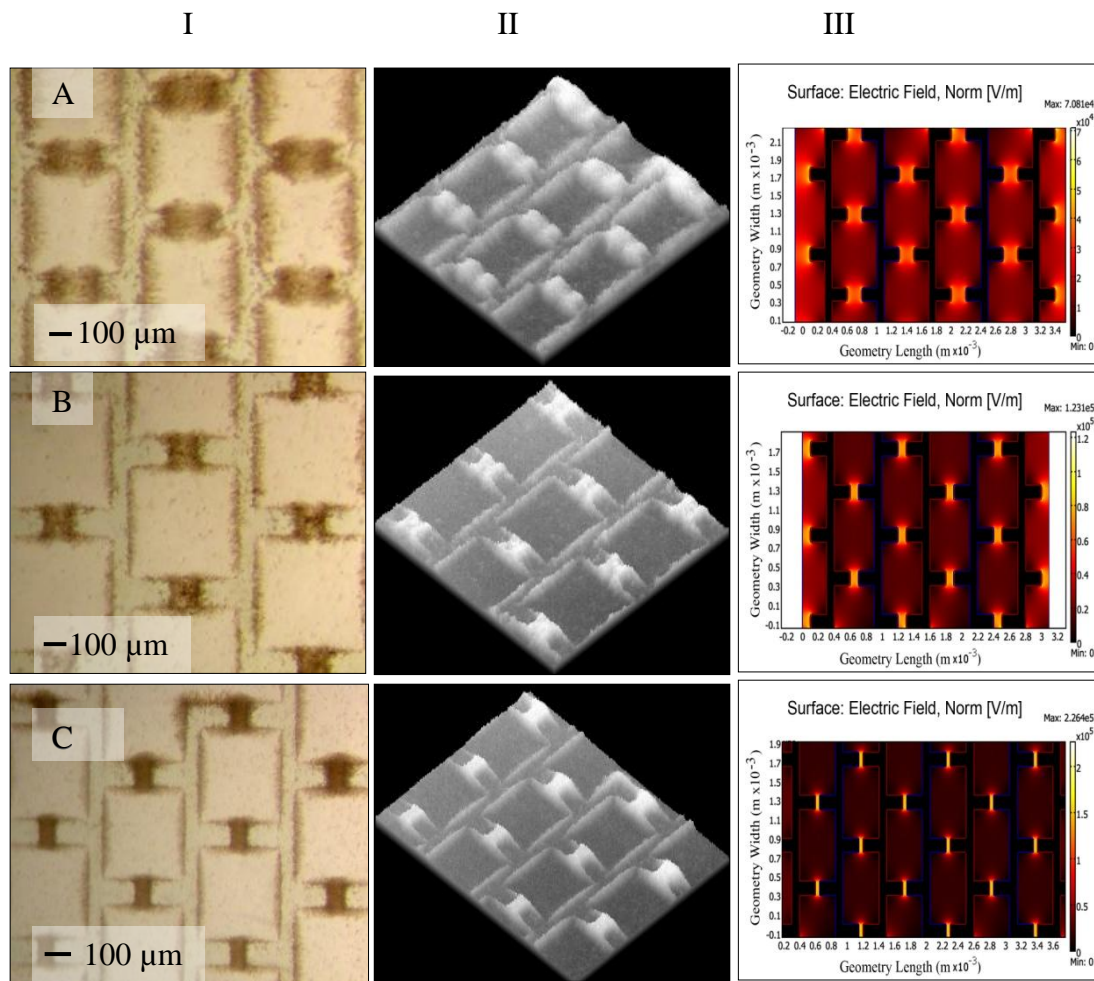 I II III
A
100 µm
Surface: Electric Field, Norm [V/m]
Max: 7.081e4
x10⁴
Geometry Width (m x10⁻³)
2.1
1.9
1.7
1.5
1.3
1.1
0.9
0.7
0.5
0.3
0.1
7
6
5
4
3
2
1
0
-0.2 0 0.2 0.4 0.6 0.8 1 1.2 1.4 1.6 1.8 2 2.2 2.4 2.6 2.8 3 3.2 3.4
Min: 0
Geometry Length (m x10⁻³)
B
100 µm
Surface: Electric Field, Norm [V/m]
Max: 1.231e5
x10⁵
Geometry Width (m x10⁻³)
1.7
1.5
1.3
1.1
0.9
0.7
0.5
0.3
0.1
-0.1
1.2
1
0.8
0.6
0.4
0.2
0
0 0.2 0.4 0.6 0.8 1 1.2 1.4 1.6 1.8 2 2.2 2.4 2.6 2.8 3 3.2
Min: 0
Geometry Length (m x10⁻³)
C
100 µm
Surface: Electric Field, Norm [V/m]
Max: 2.264e5
x10⁵
Geometry Width (m x10⁻³)
1.9
1.7
1.5
1.3
1.1
0.9
0.7
0.5
0.3
0.1
-0.1
2
1.5
1
0.5
0
0.2 0.4 0.6 0.8 1 1.2 1.4 1.6 1.8 2 2.2 2.4 2.6 2.8 3 3.2 3.4 3.6
Min: 0
Geometry Length (m x10⁻³)